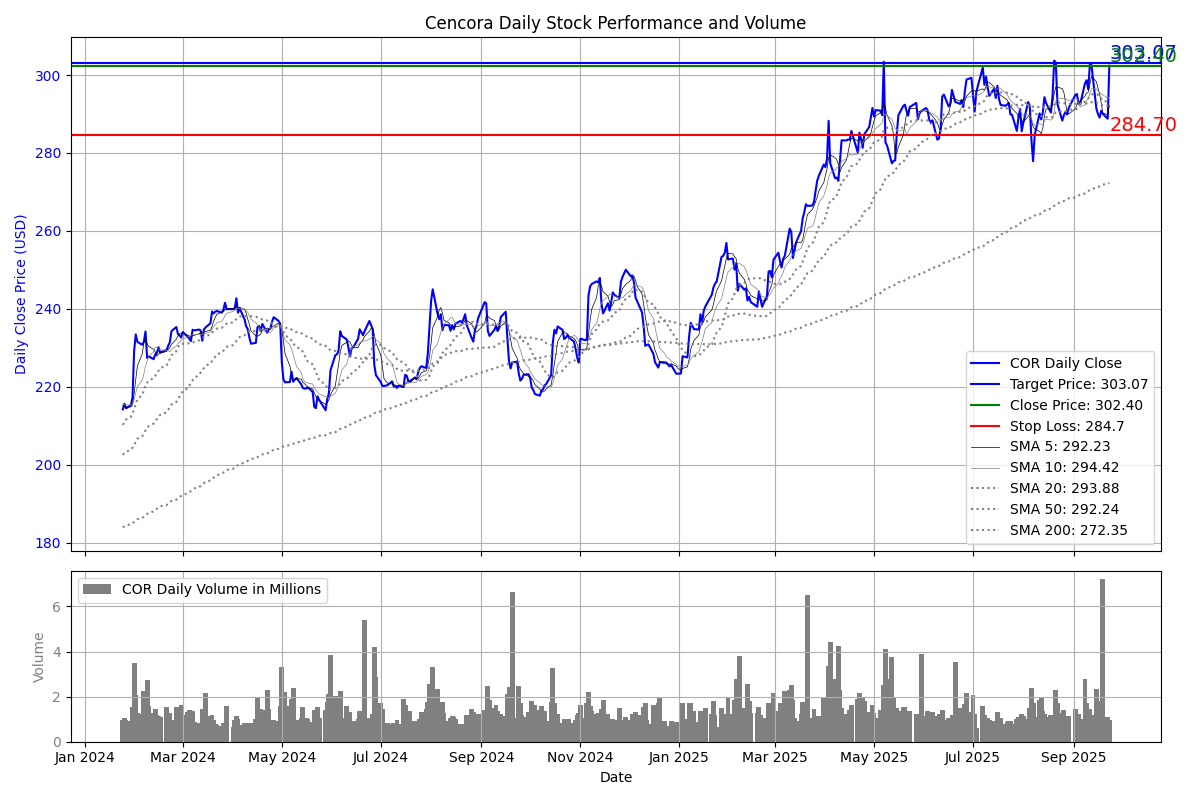 Cencora Daily Stock Performance and Volume
303.07
302.40
284.70
Daily Close Price (USD)
300
280
260
240
220
200
180
COR Daily Close
Target Price: 303.07
Close Price: 302.40
Stop Loss: 284.7
SMA 5: 292.23
SMA 10: 294.42
SMA 20: 293.88
SMA 50: 292.24
SMA 200: 272.35
COR Daily Volume in Millions
Volume
6
4
2
0
Jan 2024 Mar 2024 May 2024 Jul 2024 Sep 2024 Nov 2024 Jan 2025 Mar 2025 May 2025 Jul 2025 Sep 2025
Date